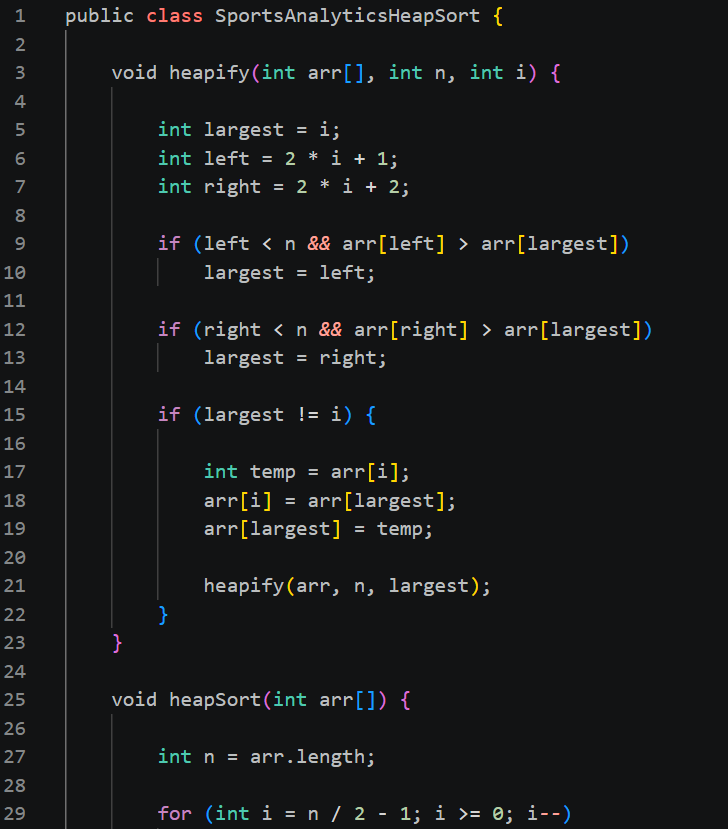 1 public class SportsAnalyticsHeapSort {
2
3     void heapify(int arr[], int n, int i) {
4
5         int largest = i;
6         int left = 2 * i + 1;
7         int right = 2 * i + 2;
8
9         if (left < n && arr[left] > arr[largest])
10             largest = left;
11
12         if (right < n && arr[right] > arr[largest])
13             largest = right;
14
15         if (largest != i) {
16
17             int temp = arr[i];
18             arr[i] = arr[largest];
19             arr[largest] = temp;
20
21             heapify(arr, n, largest);
22         }
23     }
24
25     void heapSort(int arr[]) {
26
27         int n = arr.length;
28
29         for (int i = n / 2 - 1; i >= 0; i--)